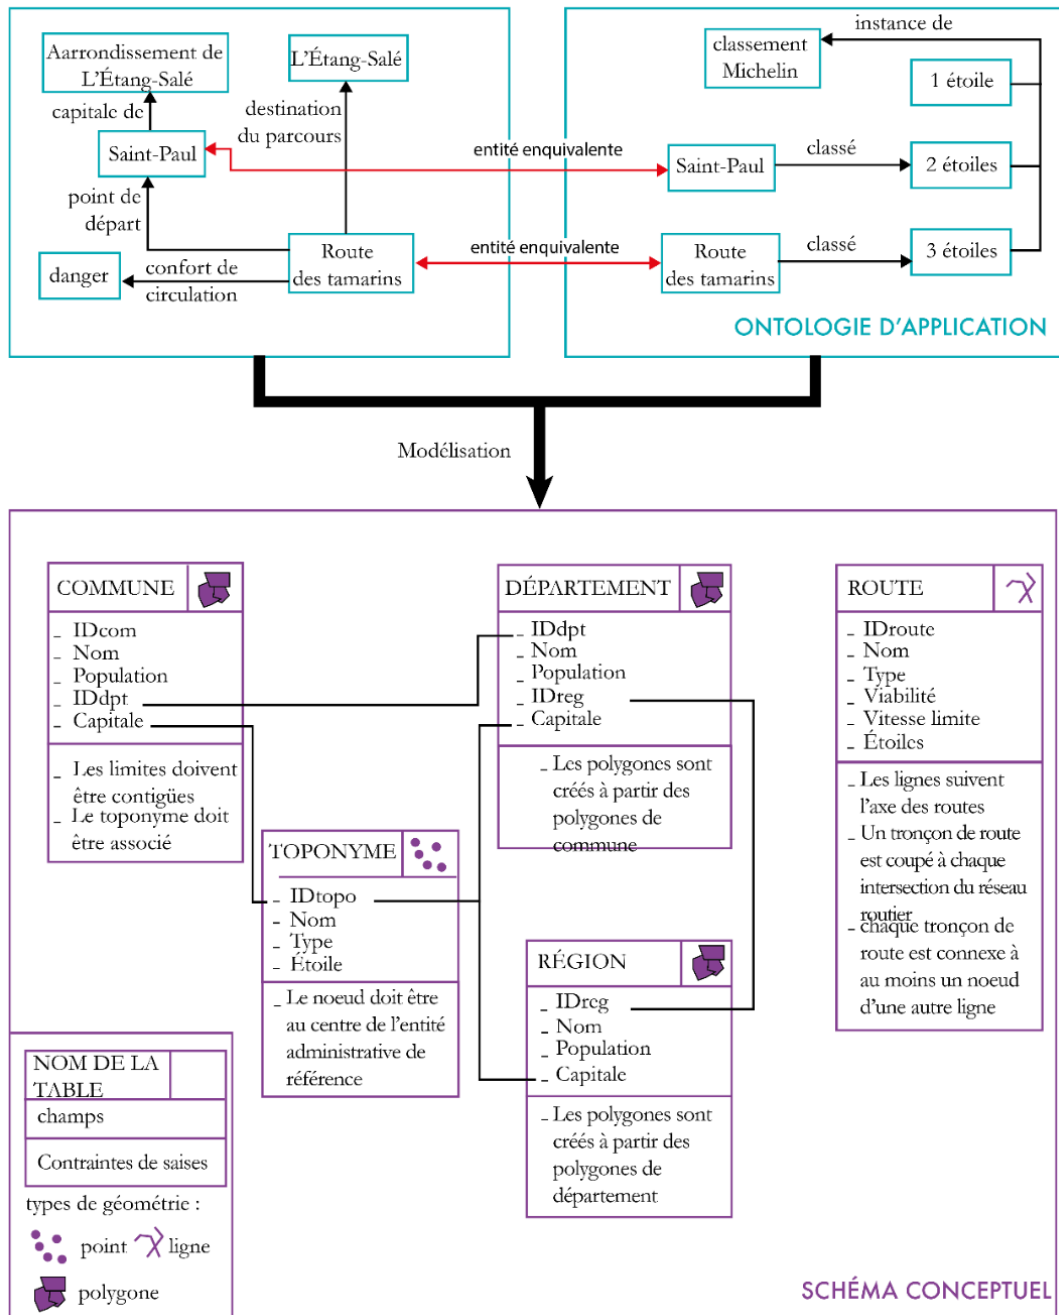 Aarrondissement de
L'Étang-Salé
L'Étang-Salé
capitale de
destination
du parcours
Saint-Paul
point de
départ
danger
confort de
circulation
Route
des tamarins
entité enquivalente
entité enquivalente
classement
Michelin
instance de
1 étoile
Saint-Paul
classé
2 étoiles
Route
des tamarins
classé
3 étoiles
ONTOLOGIE D'APPLICATION
Modélisation
COMMUNE
_ IDcom
_ Nom
_ Population
_ IDdpt
_ Capitale
_ Les limites doivent
être contigües
_ Le toponyme doit
être associé
TOPONYME
_ IDtopo
_ Nom
_ Type
_ Étoile
_ Le noeud doit être
au centre de l'entité
administrative de
référence
DÉPARTEMENT
_ IDdpt
_ Nom
_ Population
_ IDreg
_ Capitale
_ Les polygones sont
créés à partir des
polygones de
commune
RÉGION
_ IDreg
_ Nom
_ Population
_ Capitale
_ Les polygones sont
créés à partir des
polygones de
département
ROUTE
_ IDroute
_ Nom
_ Type
_ Viabilité
_ Vitesse limite
_ Étoiles
_ Les lignes suivent
l'axe des routes
_ Un tronçon de route
est coupé à chaque
intersection du réseau
routier
_ chaque tronçon de
route est connexe à
au moins un noeud
d'une autre ligne
NOM DE LA
TABLE
champs
Contraintes de saises
types de géométrie :
point
ligne
polygone
SCHÉMA CONCEPTUEL